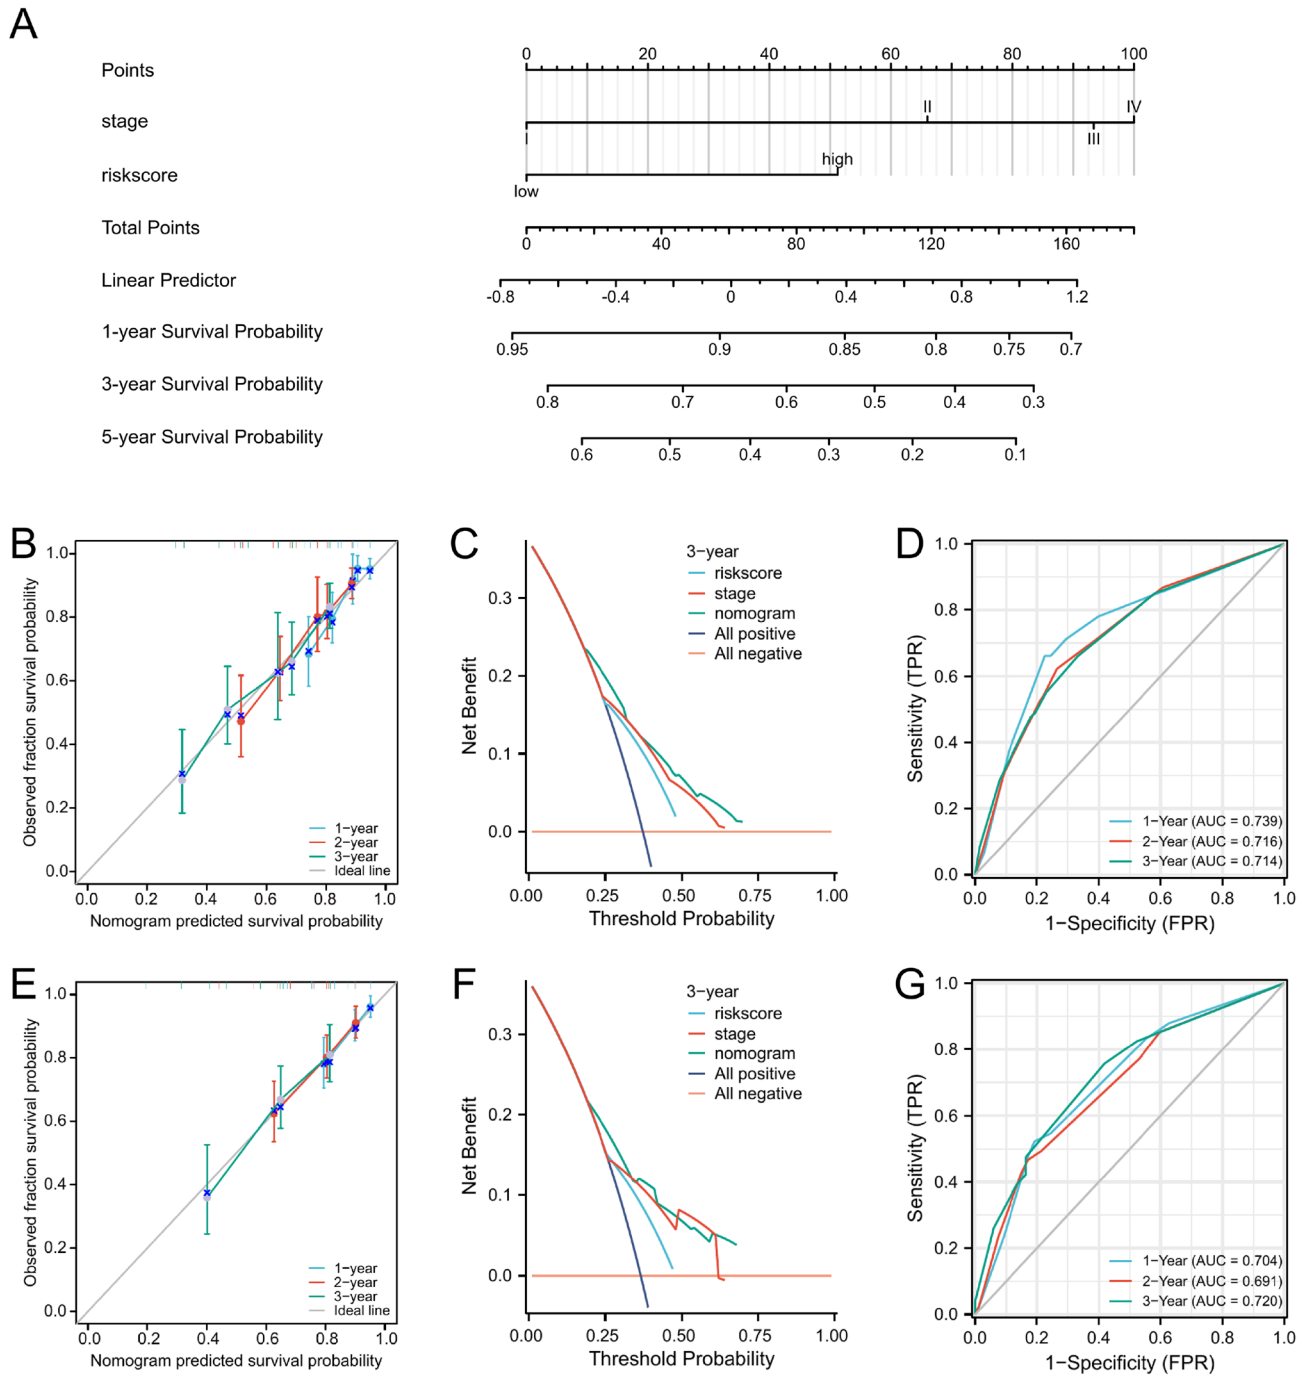 A
Points
0 20 40 60 80 100
stage
I II III IV
riskscore
low high
Total Points
0 40 80 120 160
Linear Predictor
-0.8 -0.4 0 0.4 0.8 1.2
1-year Survival Probability
0.95 0.9 0.85 0.8 0.75 0.7
3-year Survival Probability
0.8 0.7 0.6 0.5 0.4 0.3
5-year Survival Probability
0.6 0.5 0.4 0.3 0.2 0.1
B
Observed fraction survival probability
1.0
0.8
0.6
0.4
0.2
0.0
1−year
2−year
3−year
Ideal line
0.0 0.2 0.4 0.6 0.8 1.0
Nomogram predicted survival probability
C
Net Benefit
0.3
0.2
0.1
0.0
3−year
riskscore
stage
nomogram
All positive
All negative
0.00 0.25 0.50 0.75 1.00
Threshold Probability
D
Sensitivity (TPR)
1.0
0.8
0.6
0.4
0.2
0.0
1−Year (AUC = 0.739)
2−Year (AUC = 0.716)
3−Year (AUC = 0.714)
0.0 0.2 0.4 0.6 0.8 1.0
1−Specificity (FPR)
E
Observed fraction survival probability
1.0
0.8
0.6
0.4
0.2
0.0
1−year
2−year
3−year
Ideal line
0.0 0.2 0.4 0.6 0.8 1.0
Nomogram predicted survival probability
F
Net Benefit
0.3
0.2
0.1
0.0
3−year
riskscore
stage
nomogram
All positive
All negative
0.00 0.25 0.50 0.75 1.00
Threshold Probability
G
Sensitivity (TPR)
1.0
0.8
0.6
0.4
0.2
0.0
1−Year (AUC = 0.704)
2−Year (AUC = 0.691)
3−Year (AUC = 0.720)
0.0 0.2 0.4 0.6 0.8 1.0
1−Specificity (FPR)